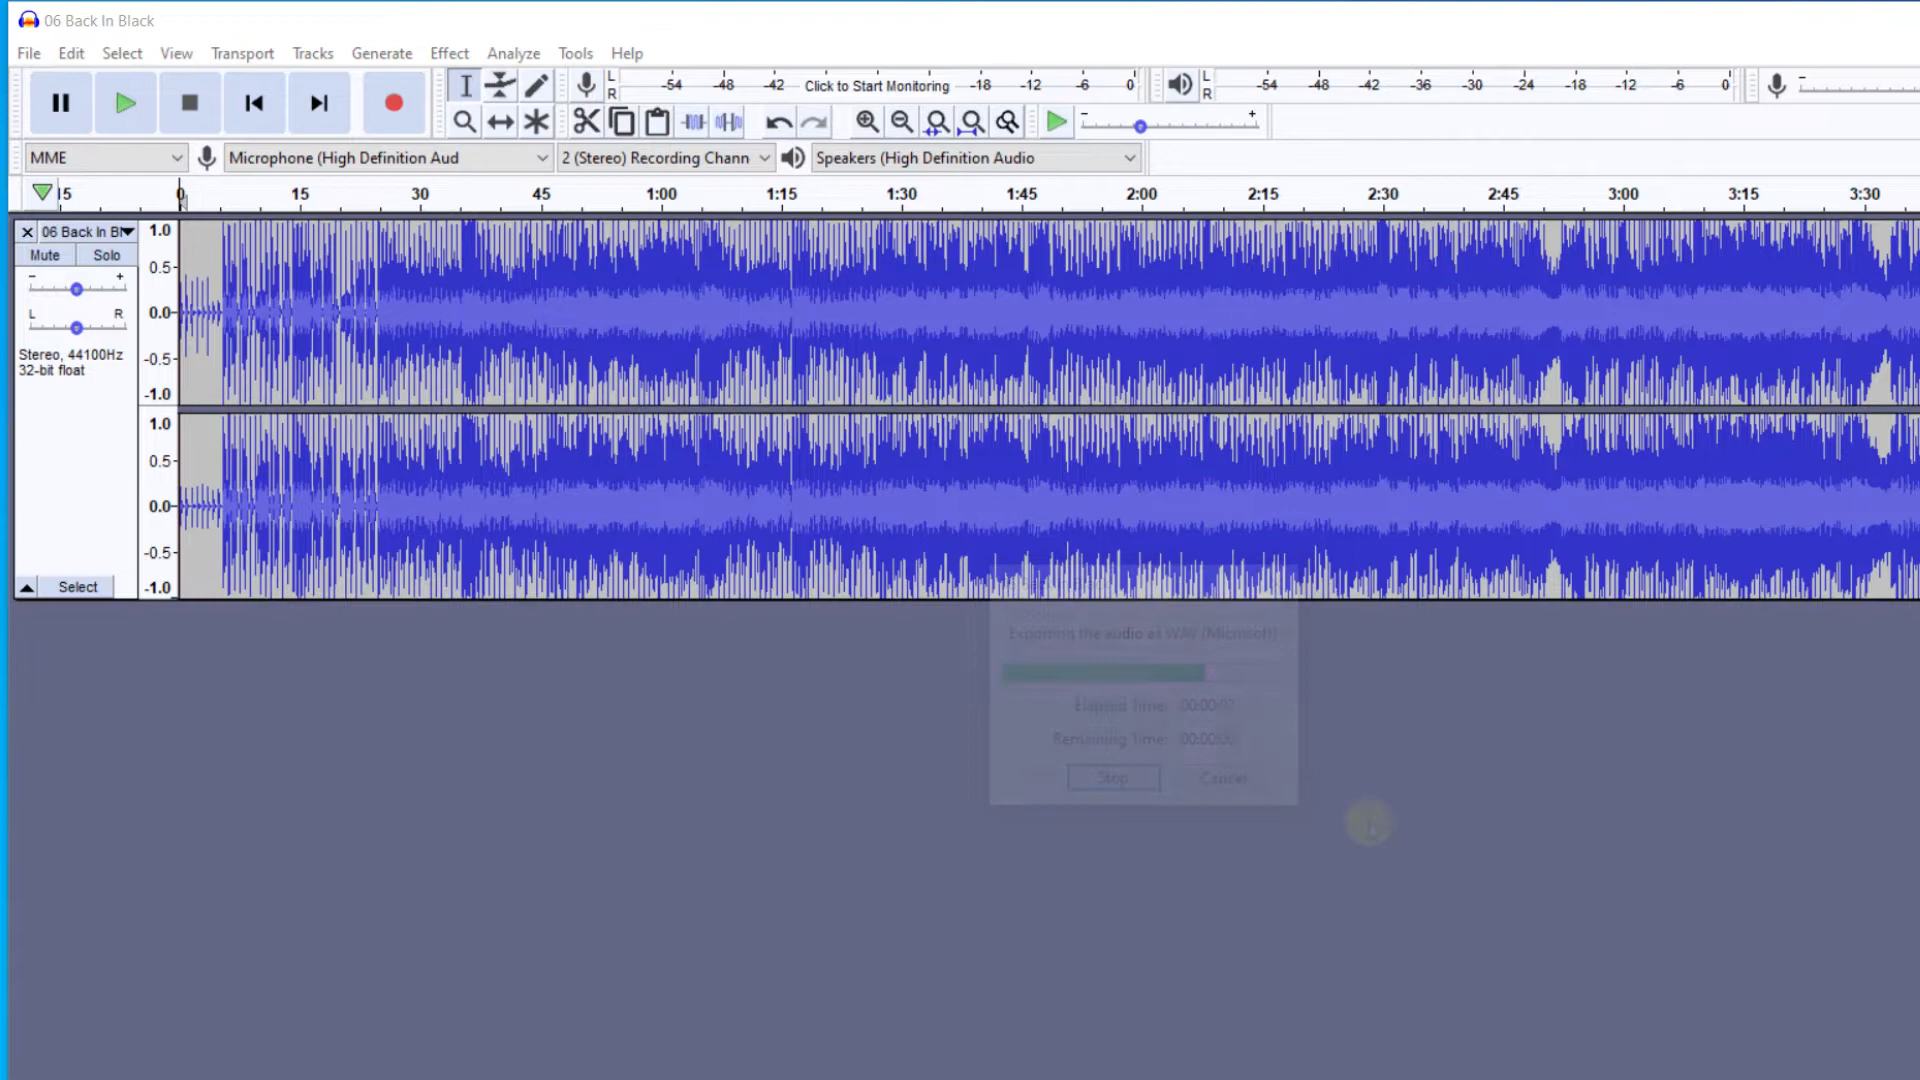 06 Back In Black
File Edit Select View Transport Tracks Generate Effect Analyze Tools Help
L R -54 -48 -42 Click to Start Monitoring -18 -12 -6 0 L R -54 -48 -42 -36 -30 -24 -18 -12 -6 0 -
- +
MME Microphone (High Definition Aud 2 (Stereo) Recording Chann Speakers (High Definition Audio
15 0 15 30 45 1:00 1:15 1:30 1:45 2:00 2:15 2:30 2:45 3:00 3:15 3:30
06 Back In Bl
Mute Solo
- +
L R
Stereo, 44100Hz
32-bit float
1.0
0.5
0.0
-0.5
-1.0
1.0
0.5
0.0
-0.5
-1.0
Select
Exporting the audio as WAV (Microsoft)
Elapsed Time: 00:00:02
Remaining Time: 00:00:00
Stop Cancel